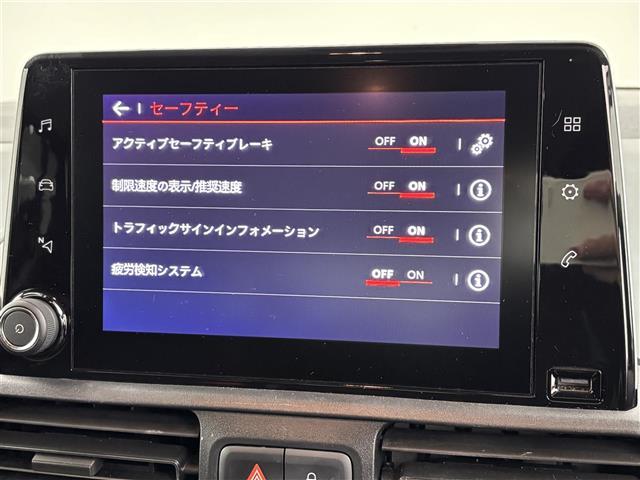 セーフティー
アクティブセーフティブレーキ OFF ON
制限速度の表示/推奨速度 OFF ON
トラフィックサインインフォメーション OFF ON
疲労検知システム OFF ON
N